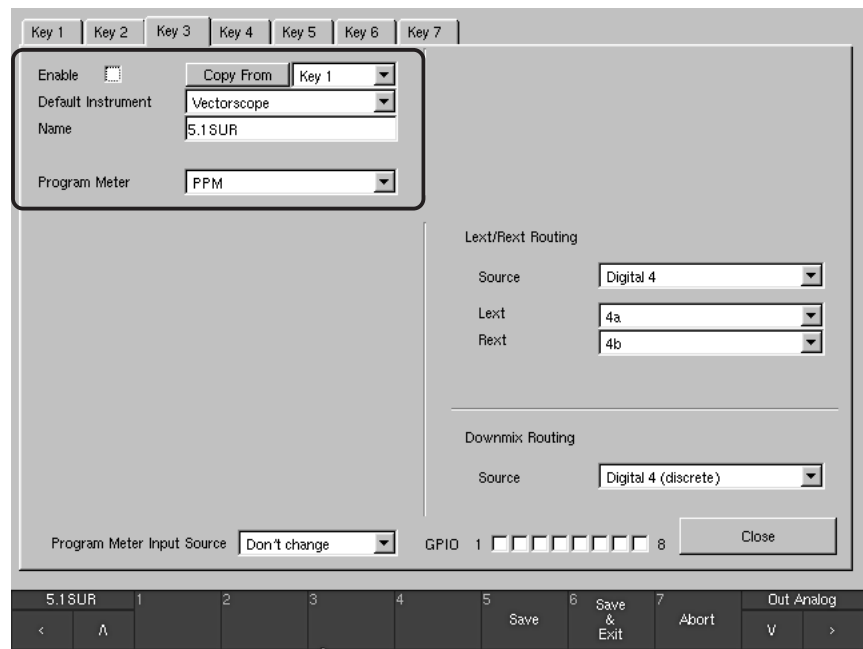 Key 1 Key 2 Key 3 Key 4 Key 5 Key 6 Key 7
Enable Copy From Key 1
Default Instrument Vectorscope
Name 5.1SUR
Program Meter PPM
Lext/Rext Routing
Source Digital 4
Lext 4a
Rext 4b
Downmix Routing
Source Digital 4 (discrete)
Program Meter Input Source Don't change GPIO 1 8 Close
5.1SUR 1 2 3 4 5 Save 6 Save & Exit 7 Abort Out Analog
< Λ V >